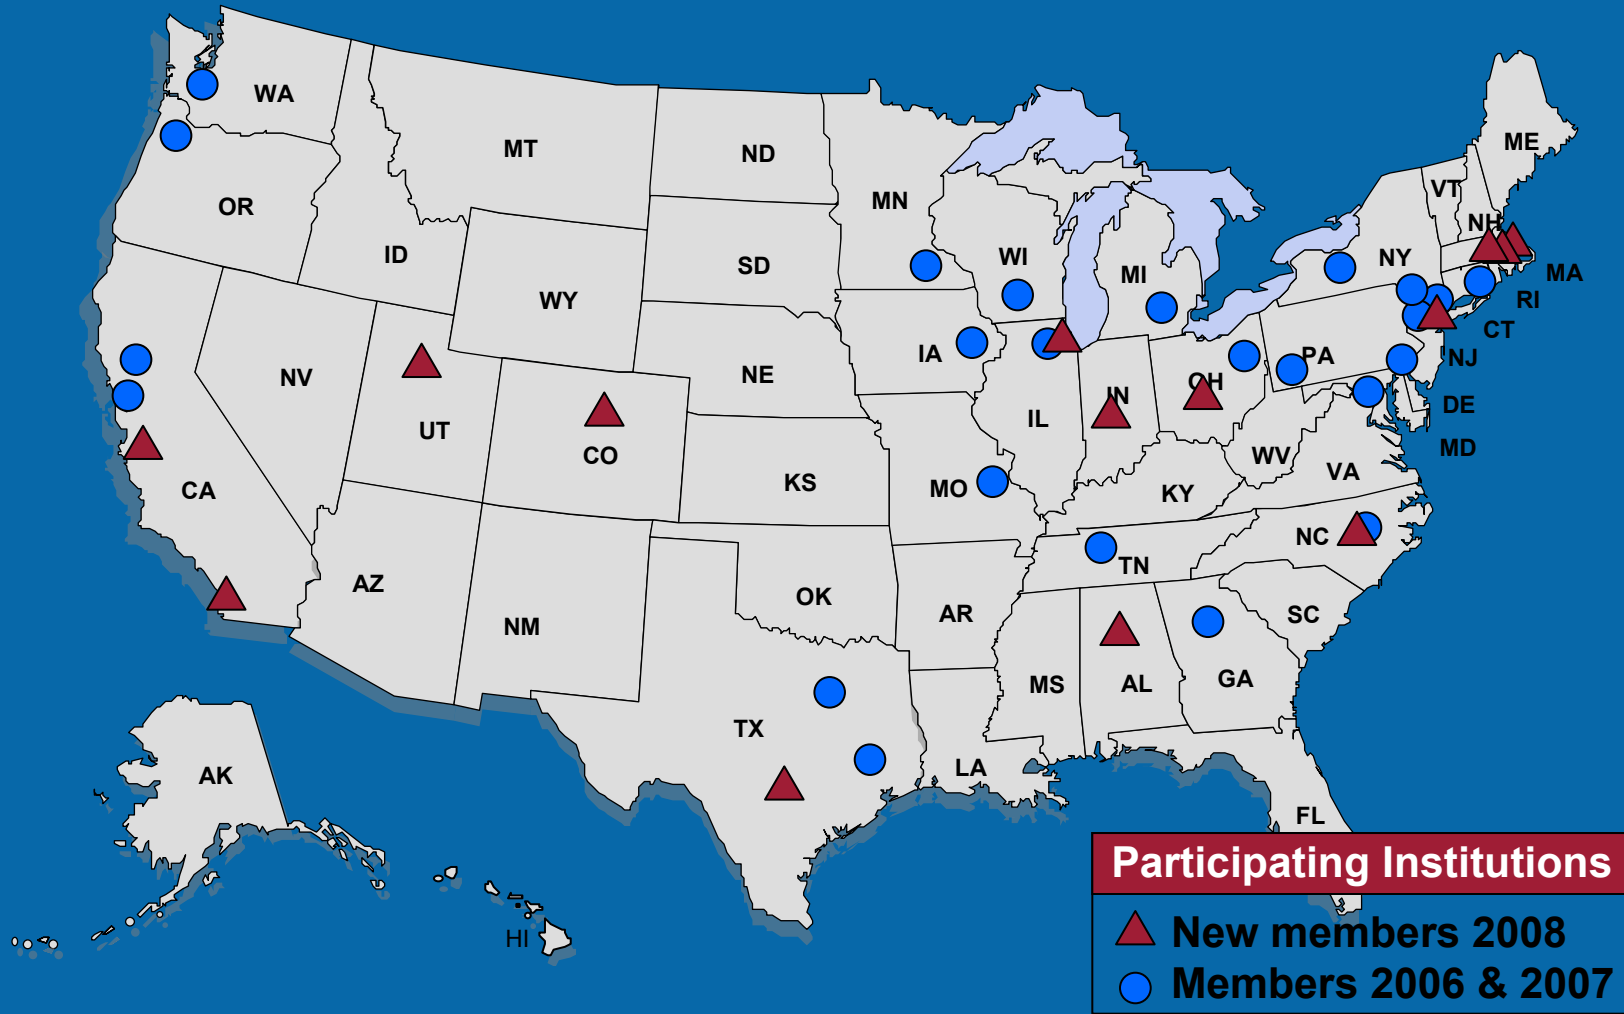 WA
MT
ND
OR
ID
MN
SD
WI
MI
WY
ME
VT
NH
NY
MA
RI
CT
NJ
PA
DE
MD
NV
UT
CO
NE
IA
IL
IN
OH
WV
VA
CA
KS
MO
KY
NC
TN
AZ
NM
OK
AR
SC
MS
AL
GA
TX
LA
FL
AK
HI
Participating Institutions
New members 2008
Members 2006 & 2007